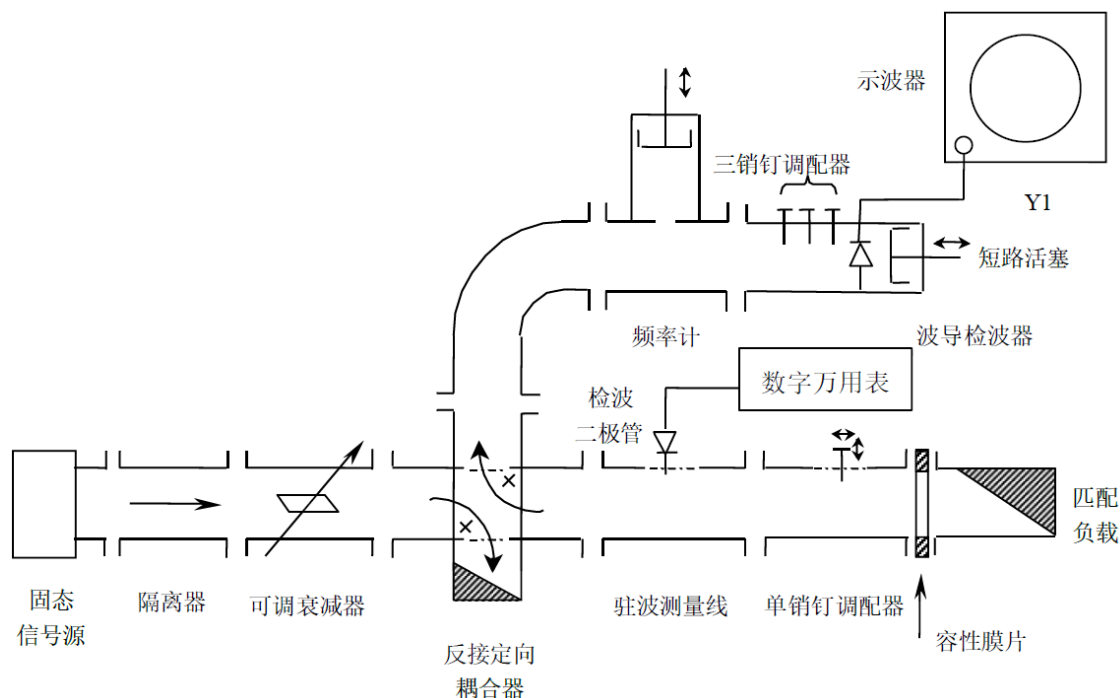 示波器
三销钉调配器
Y1
短路活塞
频率计
波导检波器
数字万用表
检波
二极管
匹配
负载
固态
信号源
隔离器
可调衰减器
反接定向
耦合器
驻波测量线
单销钉调配器
容性膜片